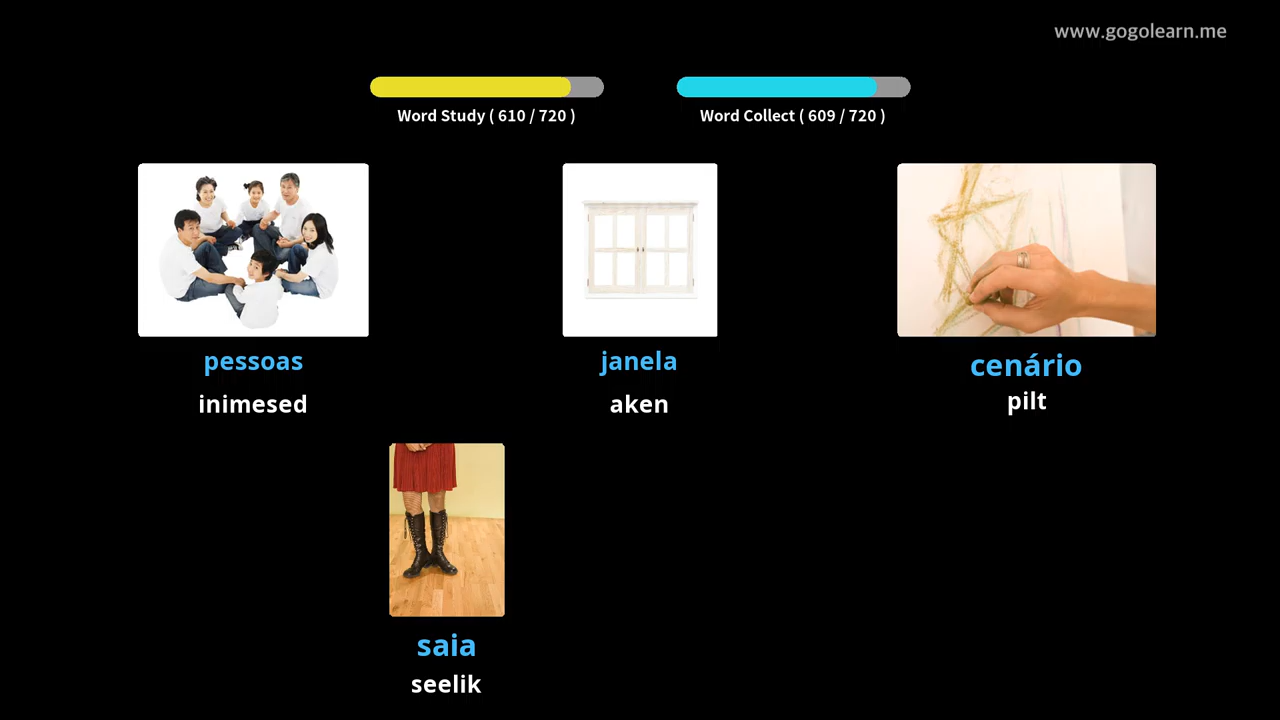 www.gogolearn.me
Word Study ( 610 / 720 )
Word Collect ( 609 / 720 )
pessoas
inimesed
janela
aken
cenário
pilt
saia
seelik